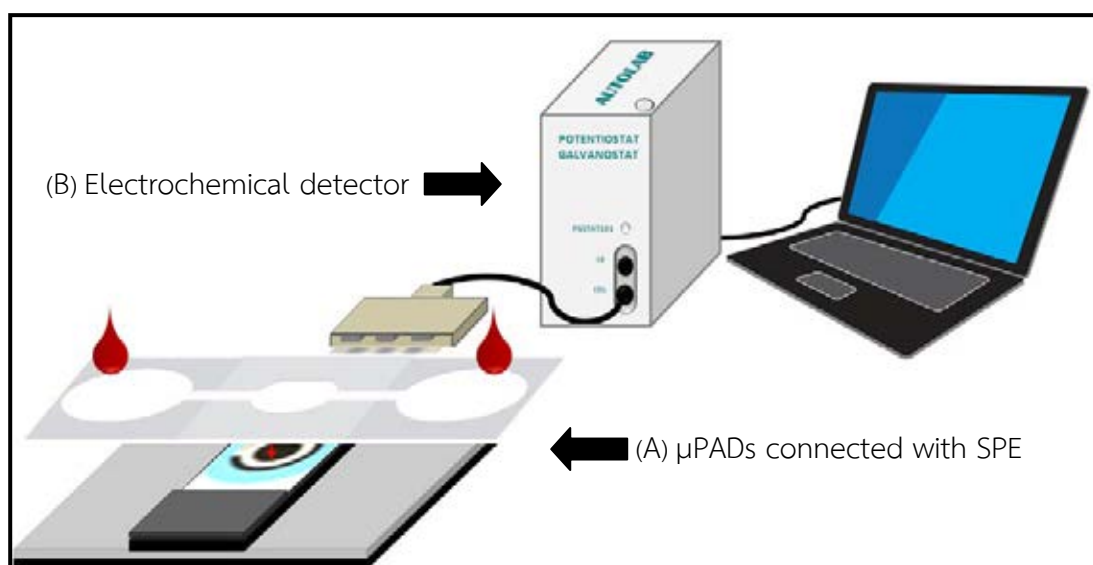 AUTOLAB
POTENTIOSTAT
GALVANOSTAT
(B) Electrochemical detector
(A) µPADs connected with SPE